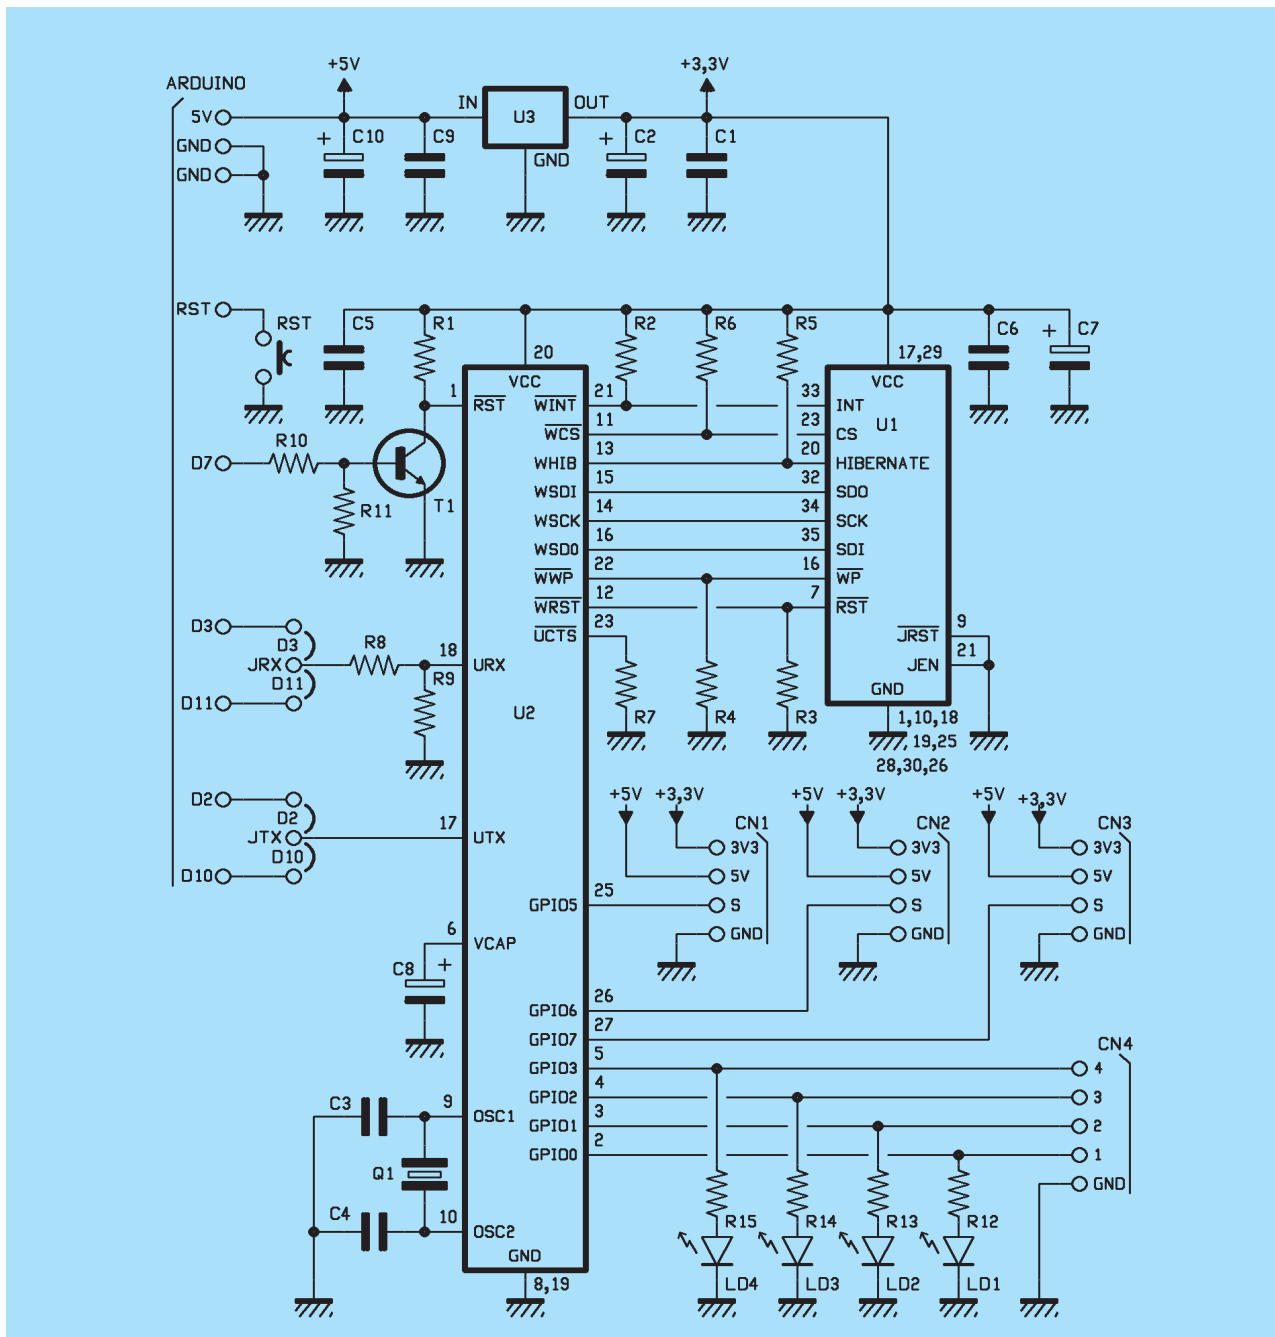 +5V
+3,3V
ARDUINO
IN
U3
OUT
5V
GND
+ C10
C9
GND
+ C2
C1
GND
RST
RST
C5
R1
R2
R6
R5
C6
+ C7
20
17,29
VCC
VCC
1
RST
WINT
21
33
INT
U1
WCS
11
23
CS
D7
R10
WHIB
13
20
HIBERNATE
R11
T1
WSDI
15
32
SDO
WSCK
14
34
SCK
WSDO
16
35
SDI
WWP
22
16
WP
WRST
12
7
RST
D3
D3
UCTS
23
JRST
9
JRX
R8
18
URX
JEN
21
D11
D11
R9
GND
U2
R7
R4
R3
1,10,18
19,25
28,30,26
D2
D2
+5V
+3,3V
+5V
+3,3V
+5V
+3,3V
JTX
17
UTX
CN1
CN2
CN3
D10
D10
3V3
3V3
3V3
5V
5V
5V
GPIO5
25
S
S
S
6
VCAP
GND
GND
GND
C8
+
GPIO6
26
GPIO7
27
CN4
GPIO3
5
4
GPIO2
4
3
C3
9
OSC1
GPIO1
3
2
GPIO0
2
1
Q1
GND
C4
10
OSC2
R15
R14
R13
R12
GND
8,19
LD4
LD3
LD2
LD1